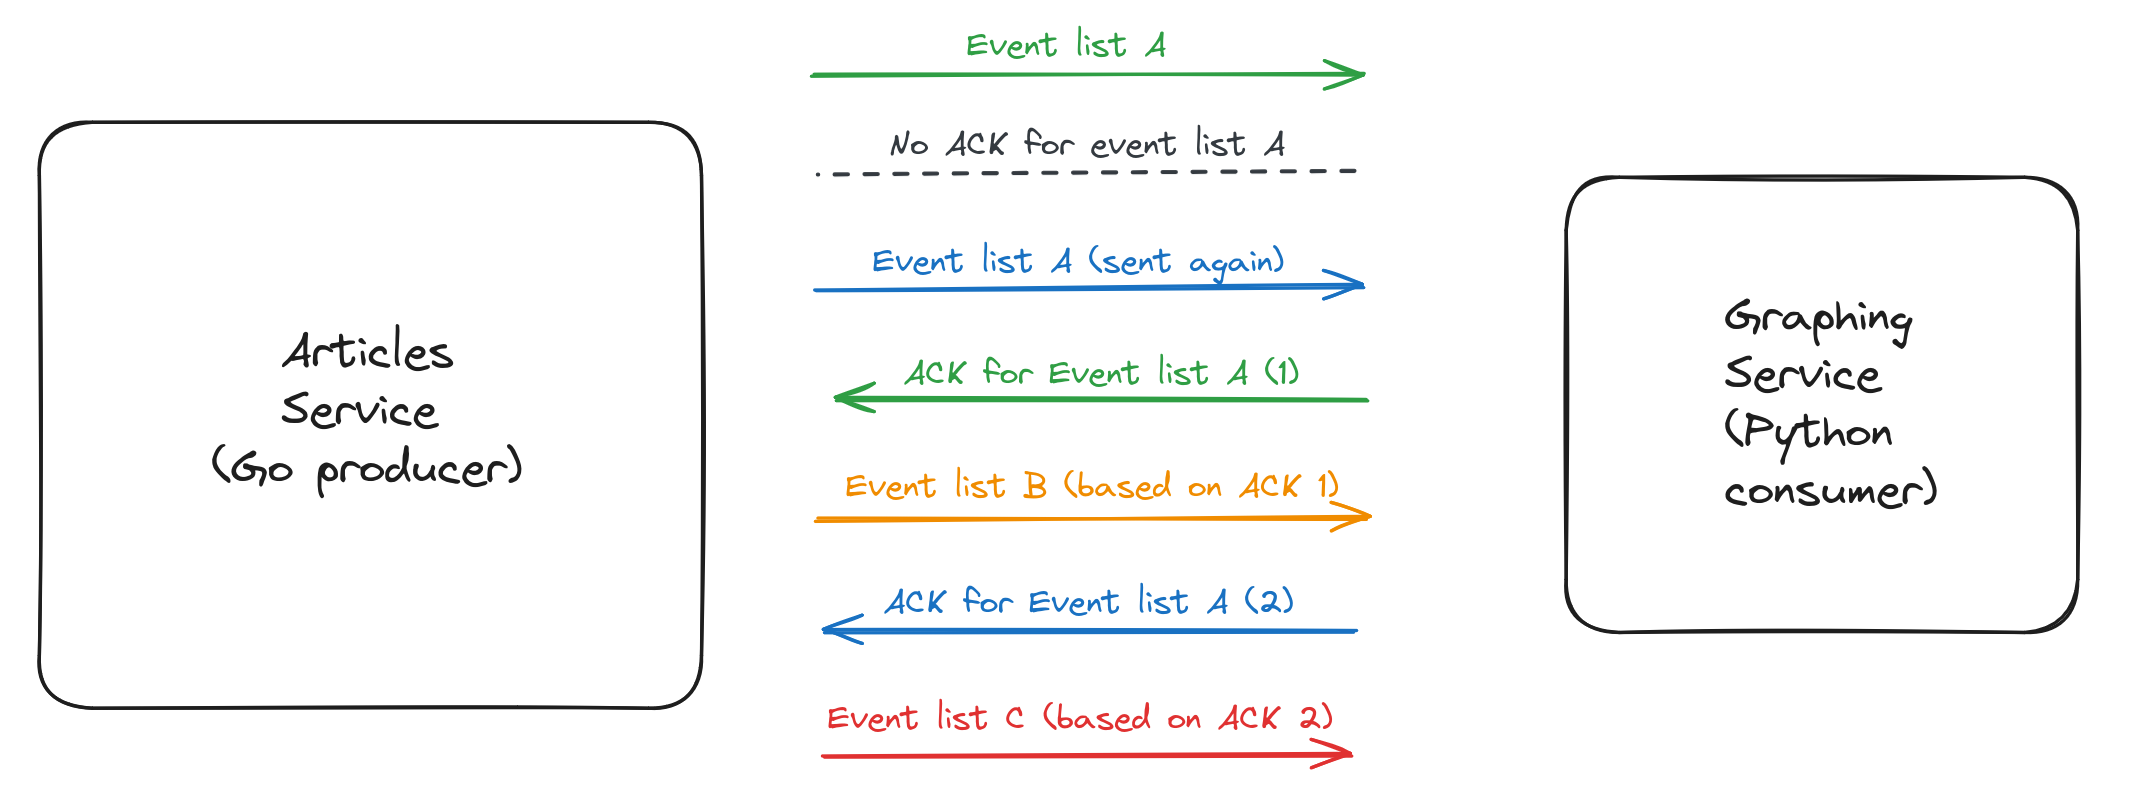 Event list A
No ACK for event list A
Event list A (sent again)
ACK for Event list A (1)
Event list B (based on ACK 1)
ACK for Event list A (2)
Event list C (based on ACK 2)
Articles
Service
(Go producer)
Graphing
Service
(Python
consumer)